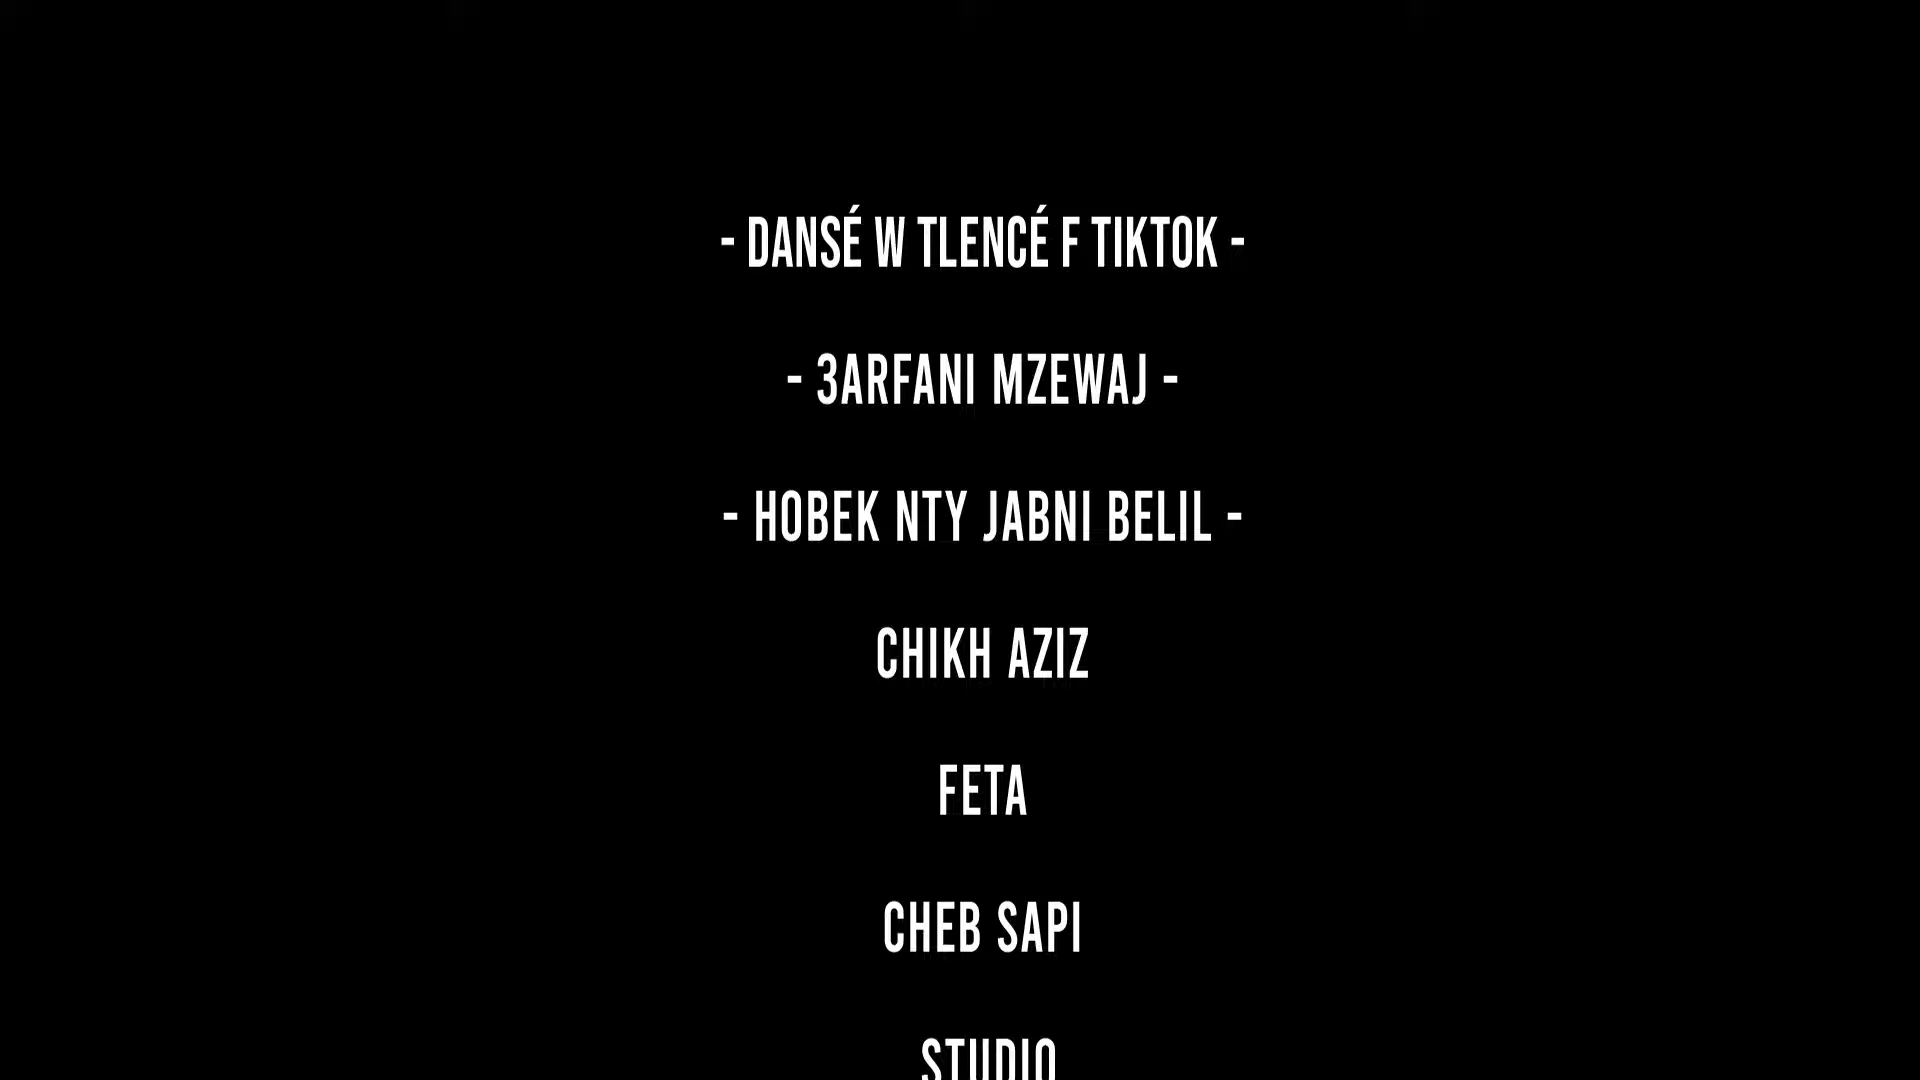 - DANSÉ W TLENCÉ F TIKTOK -
- 3ARFANI MZEWAJ -
- HOBEK NTY JABNI BELIL -
CHIKH AZIZ
FETA
CHEB SAPI
STUDIO